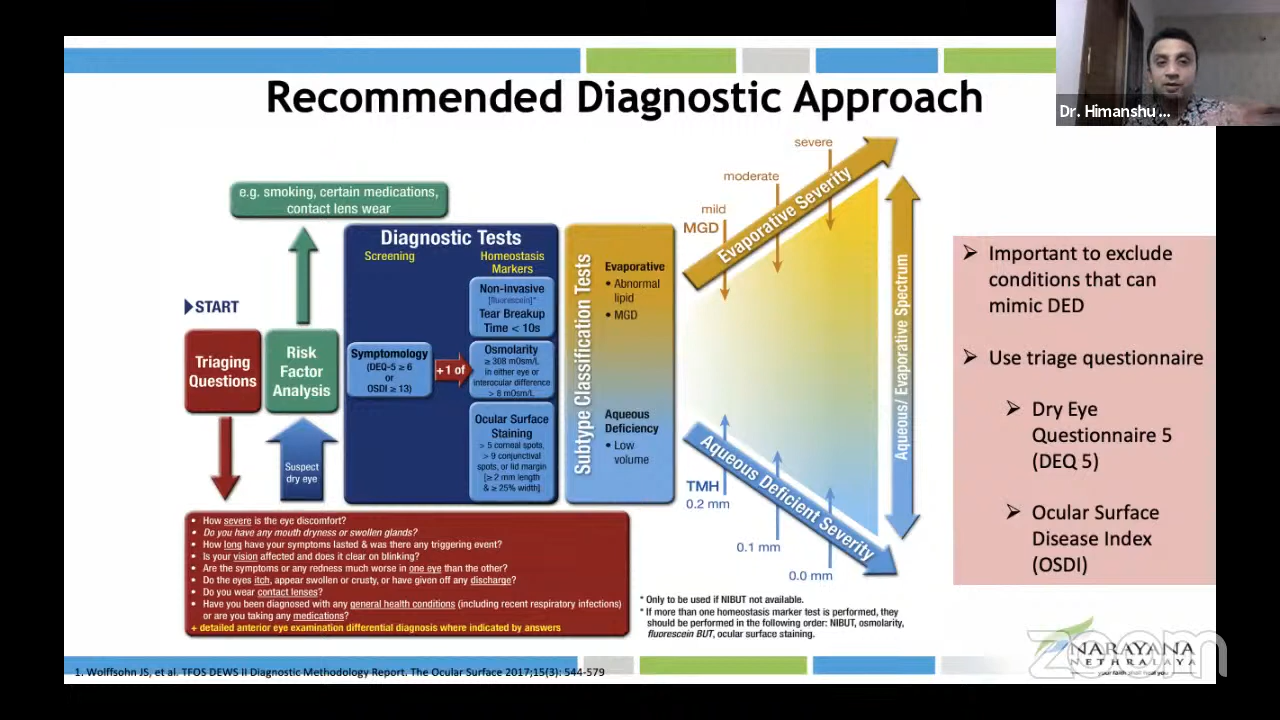 Recommended Diagnostic Approach
Dr. Himanshu ...
e.g. smoking, certain medications,
contact lens wear
START
Triaging
Questions
Risk
Factor
Analysis
Suspect
dry eye
Diagnostic Tests
Screening
Homeostasis
Markers
Symptomology
(DEQ-5 ≥ 6
or
OSDI ≥ 13)
+1 of
Non-invasive
[fluorescein]*
Tear Breakup
Time < 10s
Osmolarity
≥ 308 mOsm/L
in either eye or
interocular difference
> 8 mOsm/L
Ocular Surface
Staining
> 5 corneal spots,
> 9 conjunctival
spots, or lid margin
[≥ 2 mm length
& ≥ 25% width]
Subtype Classification Tests
Evaporative
• Abnormal
lipid
• MGD
Aqueous
Deficiency
• Low
volume
severe
moderate
mild
MGD
Evaporative Severity
Aqueous/ Evaporative Spectrum
Aqueous Deficient Severity
TMH
0.2 mm
0.1 mm
0.0 mm
➢ Important to exclude
conditions that can
mimic DED
➢ Use triage questionnaire
➢ Dry Eye
Questionnaire 5
(DEQ 5)
➢ Ocular Surface
Disease Index
(OSDI)
• How severe is the eye discomfort?
• Do you have any mouth dryness or swollen glands?
• How long have your symptoms lasted & was there any triggering event?
• Is your vision affected and does it clear on blinking?
• Are the symptoms or any redness much worse in one eye than the other?
• Do the eyes itch, appear swollen or crusty, or have given off any discharge?
• Do you wear contact lenses?
• Have you been diagnosed with any general health conditions (including recent respiratory infections)
or are you taking any medications?
+ detailed anterior eye examination differential diagnosis where indicated by answers
* Only to be used if NIBUT not available.
* If more than one homeostasis marker test is performed, they
should be performed in the following order: NIBUT, osmolarity,
fluorescein BUT, ocular surface staining.
NARAYANA
NETHRALAYA
zoom
1. Wolffsohn JS, et al. TFOS DEWS II Diagnostic Methodology Report. The Ocular Surface 2017;15(3): 544-579